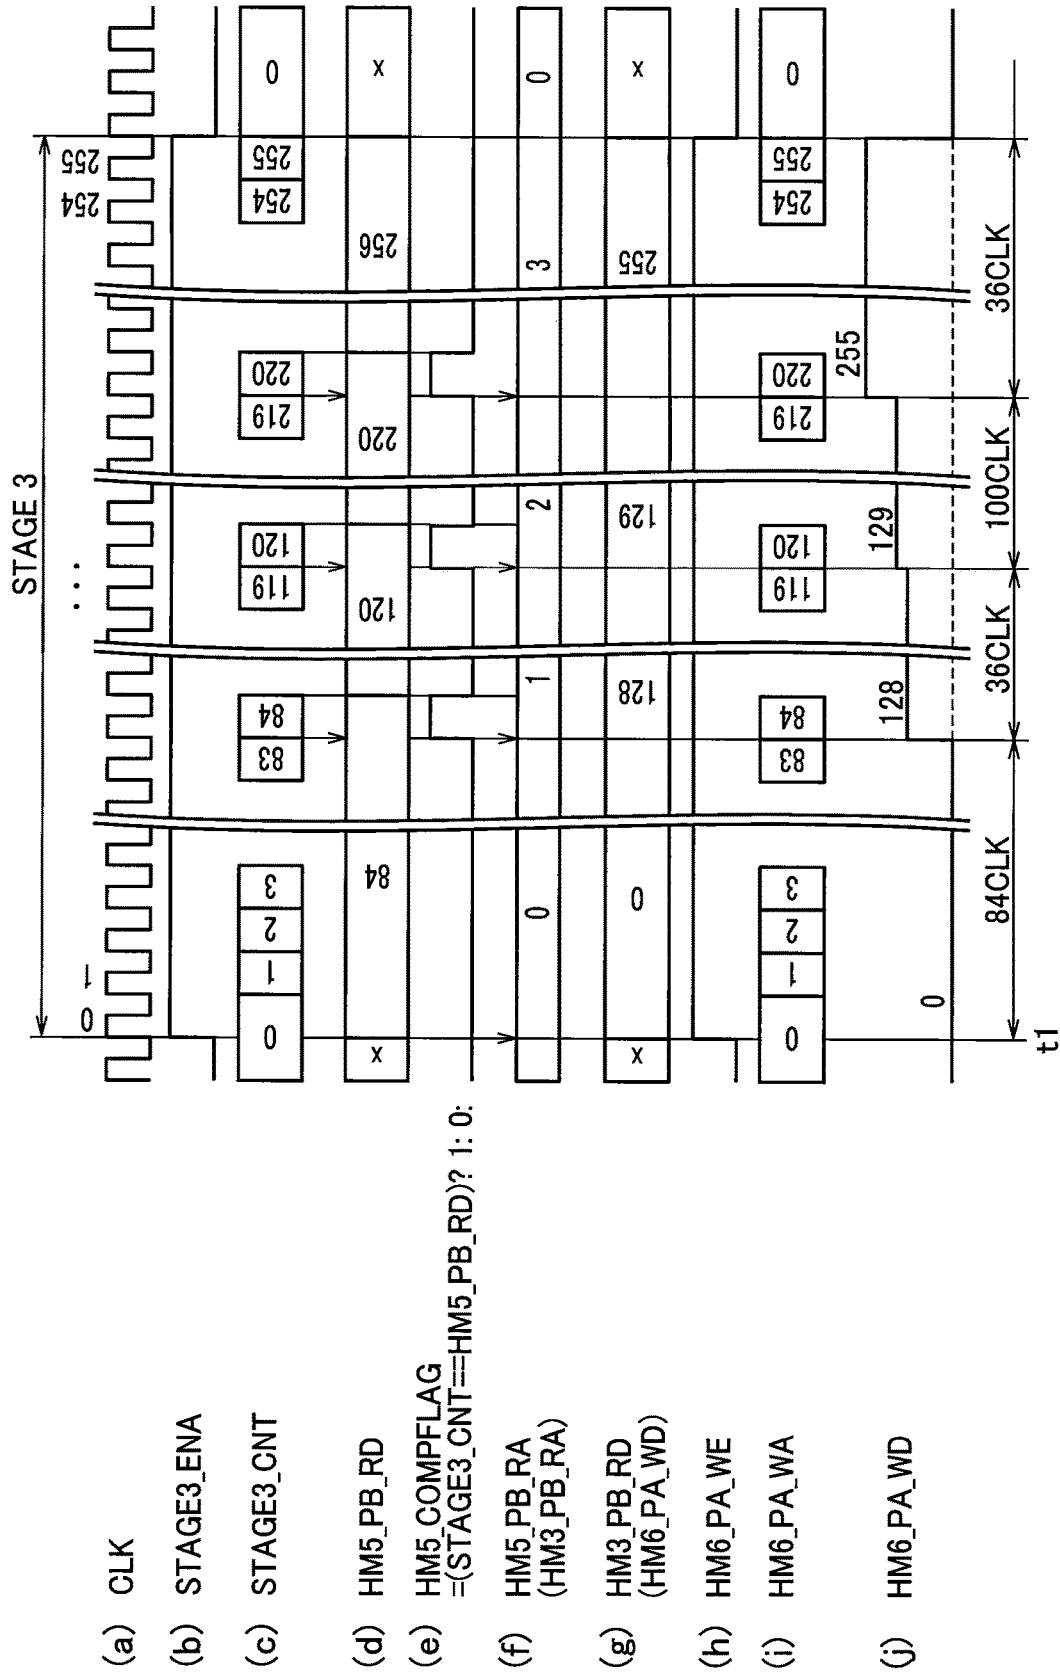 STAGE 3
(a) CLK
0 1 ... 254 255
(b) STAGE3_ENA
(c) STAGE3_CNT
0 1 2 3 83 84 119 120 219 220 254 255 0
(d) HM5_PB_RD
x 84 120 220 256 x
(e) HM5_COMPFLAG
=(STAGE3_CNT==HM5_PB_RD)? 1: 0:
(f) HM5_PB_RA
(HM3_PB_RA)
0 1 2 3 0
(g) HM3_PB_RD
(HM6_PA_WD)
x 0 128 129 255 x
(h) HM6_PA_WE
(i) HM6_PA_WA
0 1 2 3 83 84 119 120 219 220 254 255 0
(j) HM6_PA_WD
0 128 129 255
84CLK 36CLK 100CLK 36CLK
t1